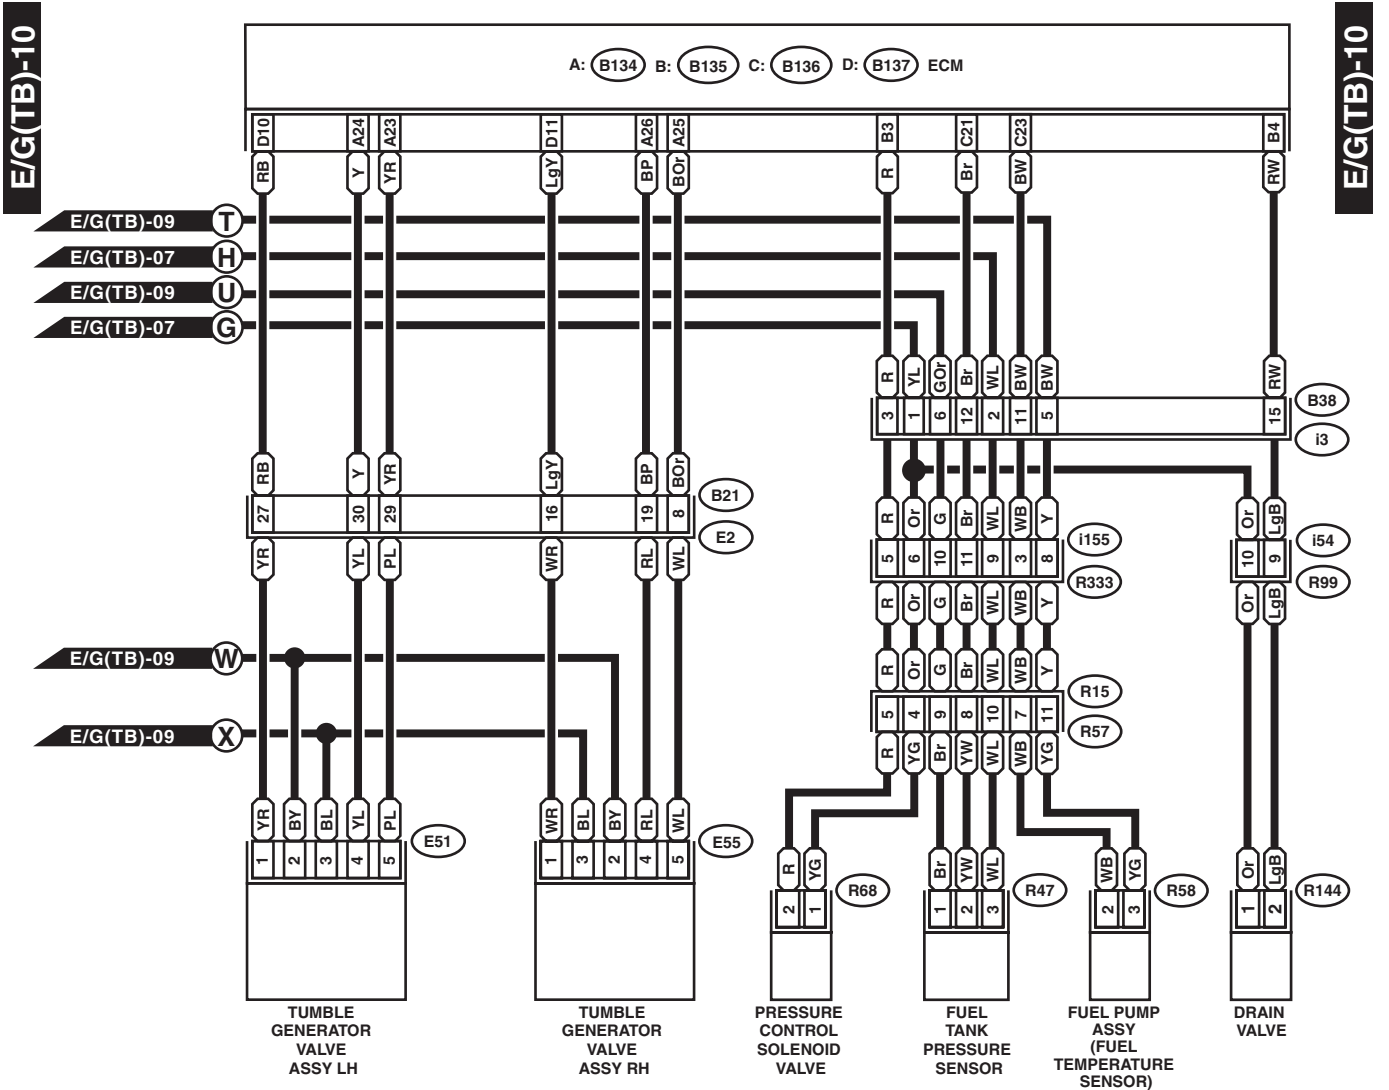 E/G(TB)-10
E/G(TB)-10
A: B134 B: B135 C: B136 D: B137 ECM
D10 A24 A23 D11 A26 A25 B3 C21 C23 B4
RB Y YR LgY BP BOr R Br BW RW
E/G(TB)-09 T
E/G(TB)-07 H
E/G(TB)-09 U
E/G(TB)-07 G
R YL GOr Br WL BW BW RW
3 1 6 12 2 11 5 15
B38
i3
RB Y YR LgY BP BOr
27 30 29 16 19 8
B21
E2
YR YL PL WR RL WL
R Or G Br WL WB Y Or LgB
5 6 10 11 9 3 8 10 9
i155
R333
i54
R99
R Or G Br WL WB Y Or LgB
E/G(TB)-09 W
R Or G Br WL WB Y
5 4 9 8 10 7 11
R15
R57
R YG Br YW WL WB YG
E/G(TB)-09 X
YR BY BL YL PL
1 2 3 4 5
E51
WR BL BY RL WL
1 3 2 4 5
E55
R YG
2 1
R68
Br YW WL
1 2 3
R47
WB YG
2 3
R58
Or LgB
1 2
R144
TUMBLE
GENERATOR
VALVE
ASSY LH
TUMBLE
GENERATOR
VALVE
ASSY RH
PRESSURE
CONTROL
SOLENOID
VALVE
FUEL
TANK
PRESSURE
SENSOR
FUEL PUMP
ASSY
(FUEL
TEMPERATURE
SENSOR)
DRAIN
VALVE